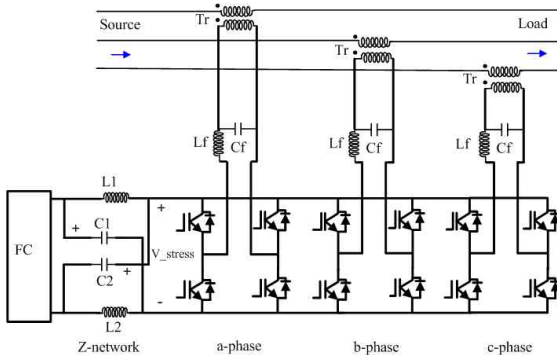 Source
Tr
Load
Tr
Tr
Lf
Cf
Lf
Cf
Lf
Cf
L1
+
+
C1
FC
V_stress
C2
+
-
L2
Z-network
a-phase
b-phase
c-phase